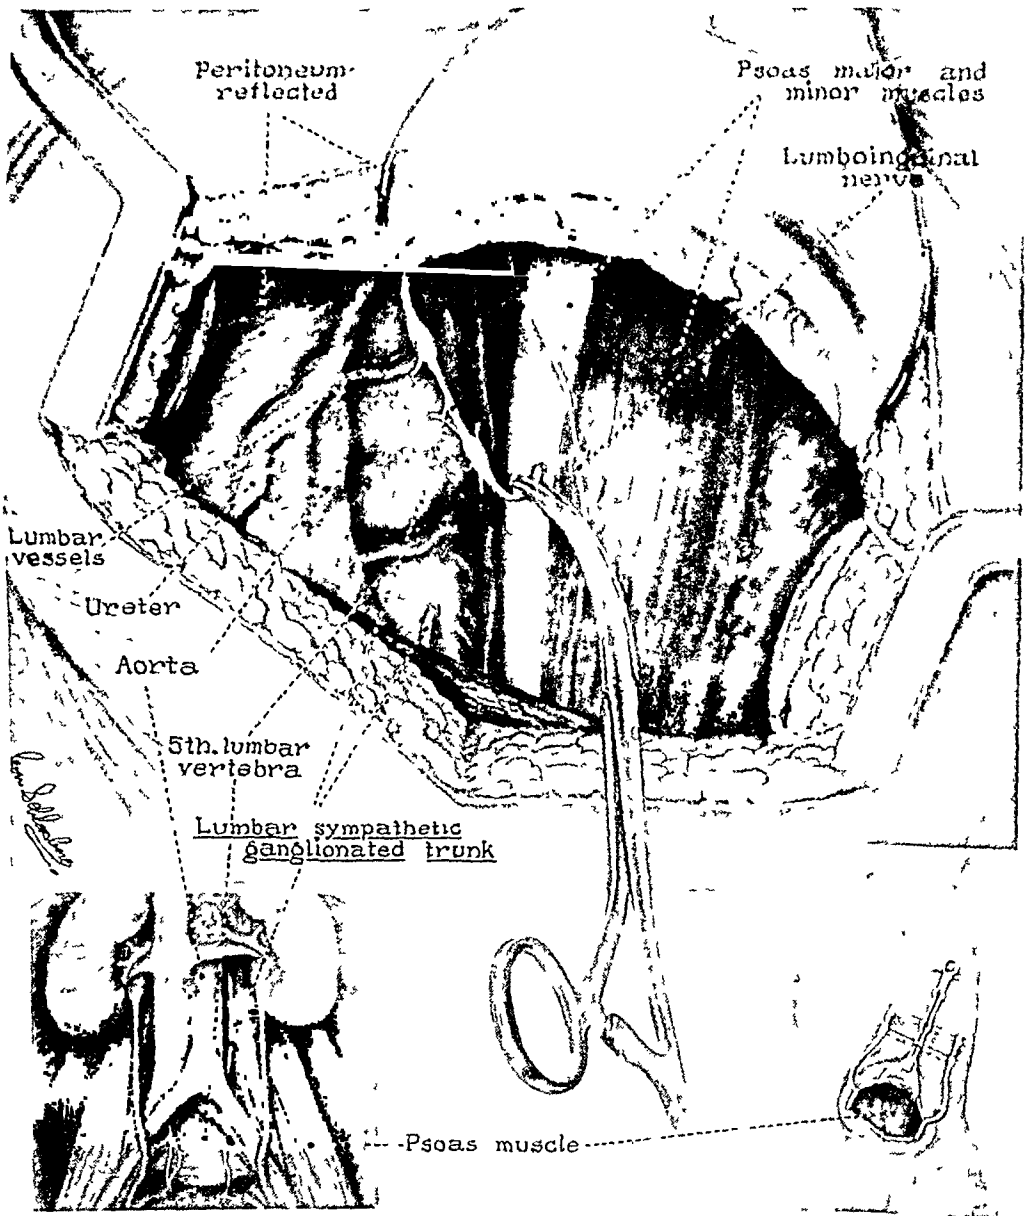 Peritoneum-
reflected
Psoas major and
minor muscles
Lumboinguinal
nerve
Lumbar
vessels
Ureter
Aorta
5th. lumbar
vertebra
Lumbar sympathetic
ganglionated trunk
Psoas muscle